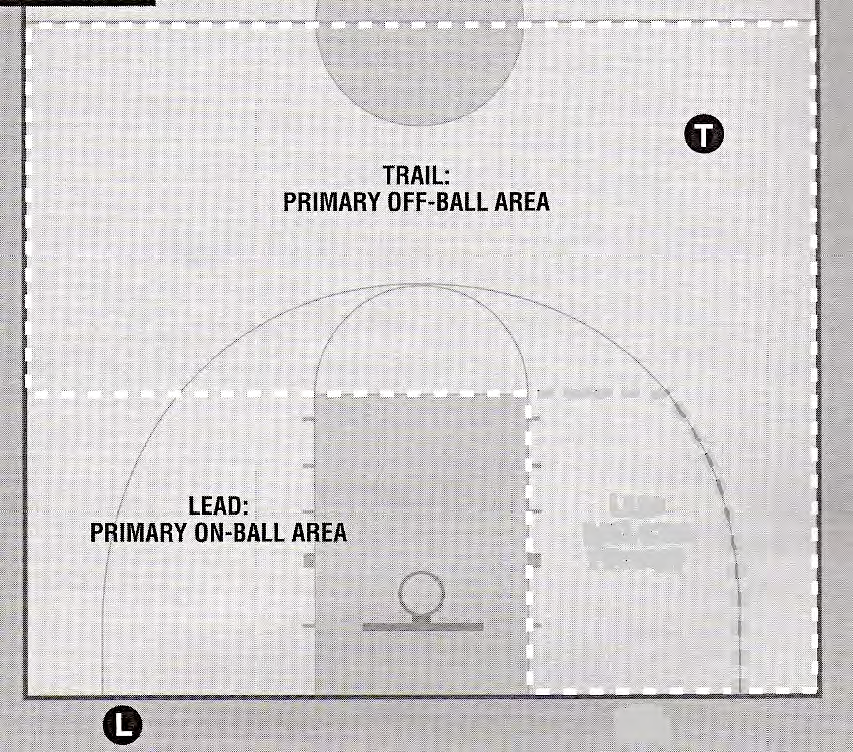 T
TRAIL:
PRIMARY OFF-BALL AREA
LEAD:
PRIMARY ON-BALL AREA
L